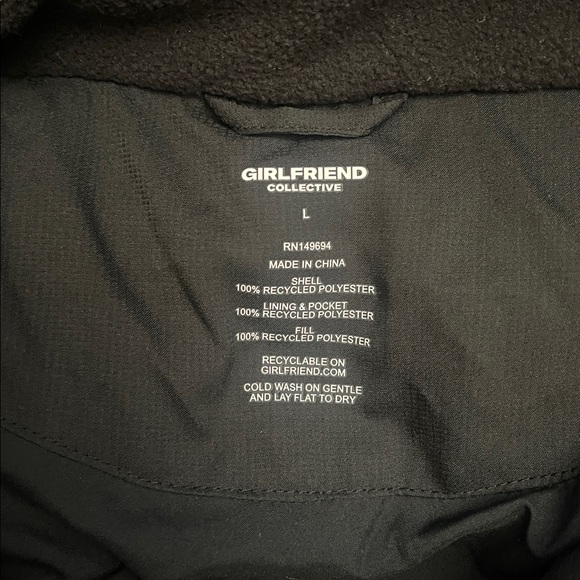 GIRLFRIEND
COLLECTIVE
L
RN149694
MADE IN CHINA
SHELL
100% RECYCLED POLYESTER
LINING & POCKET
100% RECYCLED POLYESTER
FILL
100% RECYCLED POLYESTER
RECYCLABLE ON
GIRLFRIEND.COM
COLD WASH ON GENTLE
AND LAY FLAT TO DRY